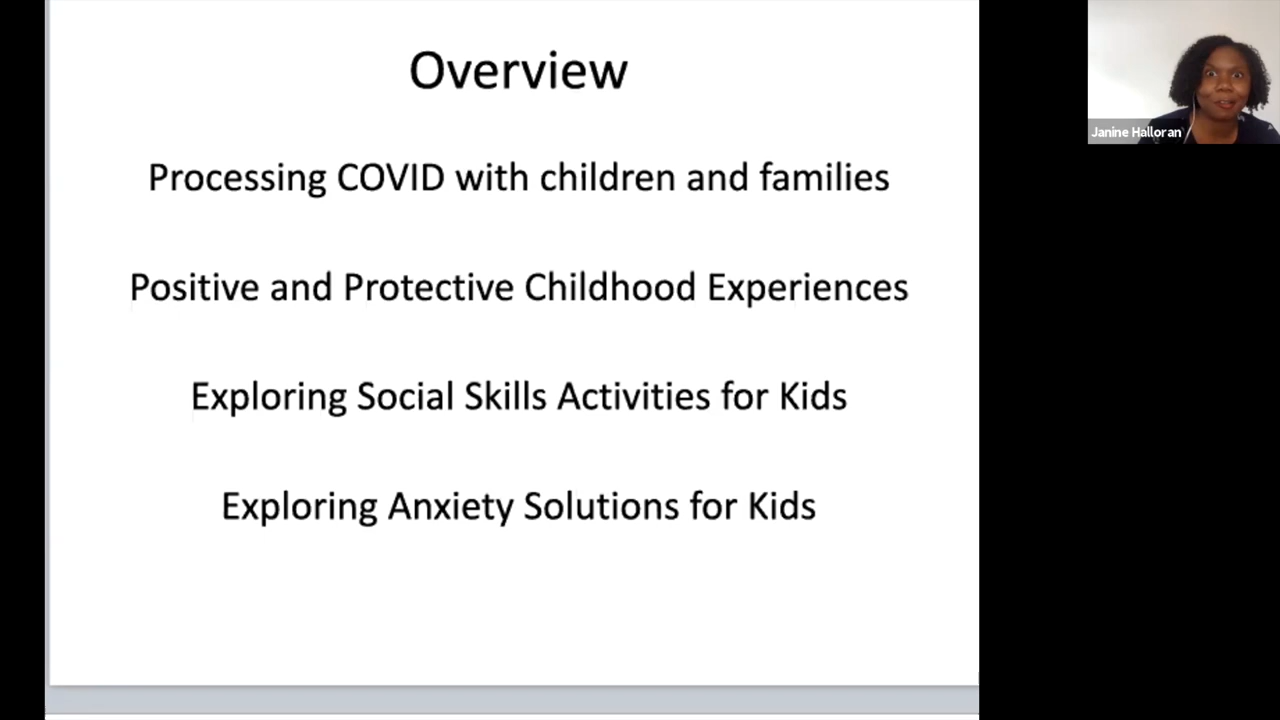 Overview
Processing COVID with children and families
Positive and Protective Childhood Experiences
Exploring Social Skills Activities for Kids
Exploring Anxiety Solutions for Kids
Janine Halloran